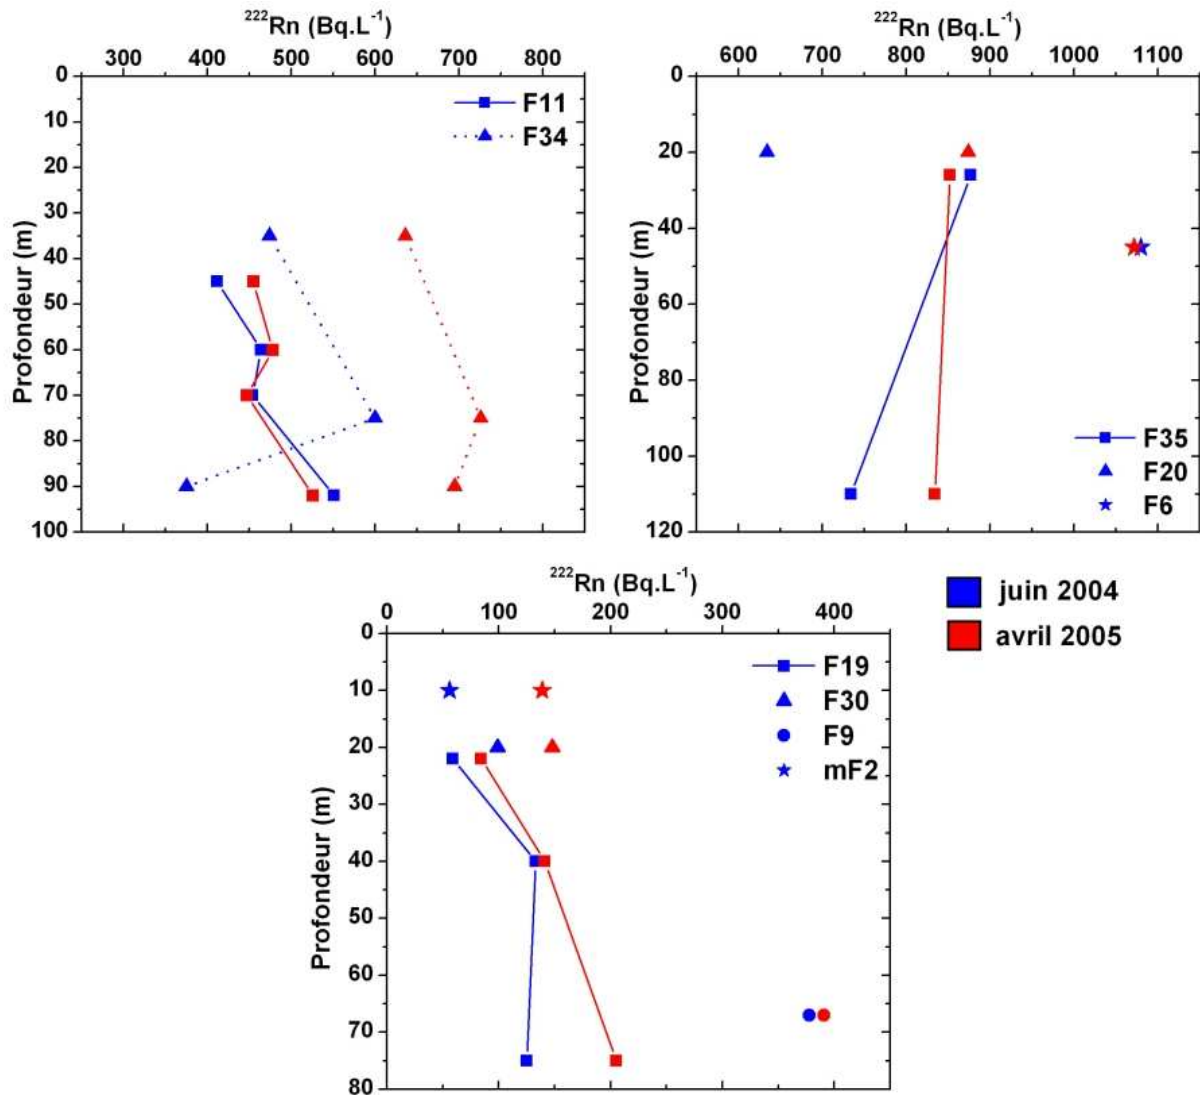 ²²²Rn (Bq.L⁻¹)
300 400 500 600 700 800
0
10
20
30
40
50
60
70
80
90
100
Profondeur (m)
F11
F34
²²²Rn (Bq.L⁻¹)
600 700 800 900 1000 1100
0
20
40
60
80
100
120
Profondeur (m)
F35
F20
F6
²²²Rn (Bq.L⁻¹)
0 100 200 300 400
0
10
20
30
40
50
60
70
80
Profondeur (m)
F19
F30
F9
mF2
juin 2004
avril 2005